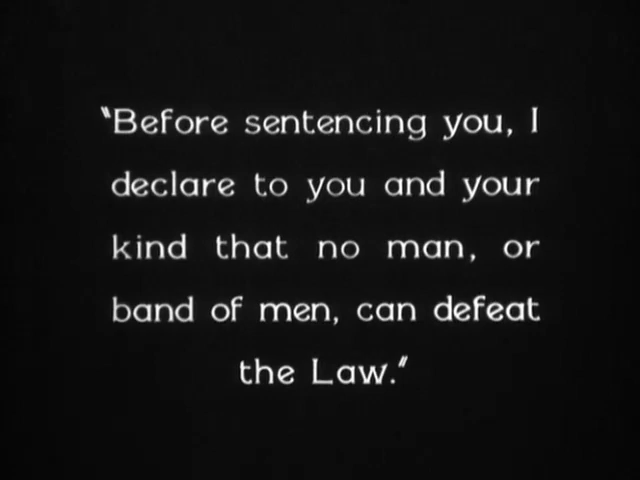 "Before sentencing you, I
declare to you and your
kind that no man, or
band of men, can defeat
the Law."